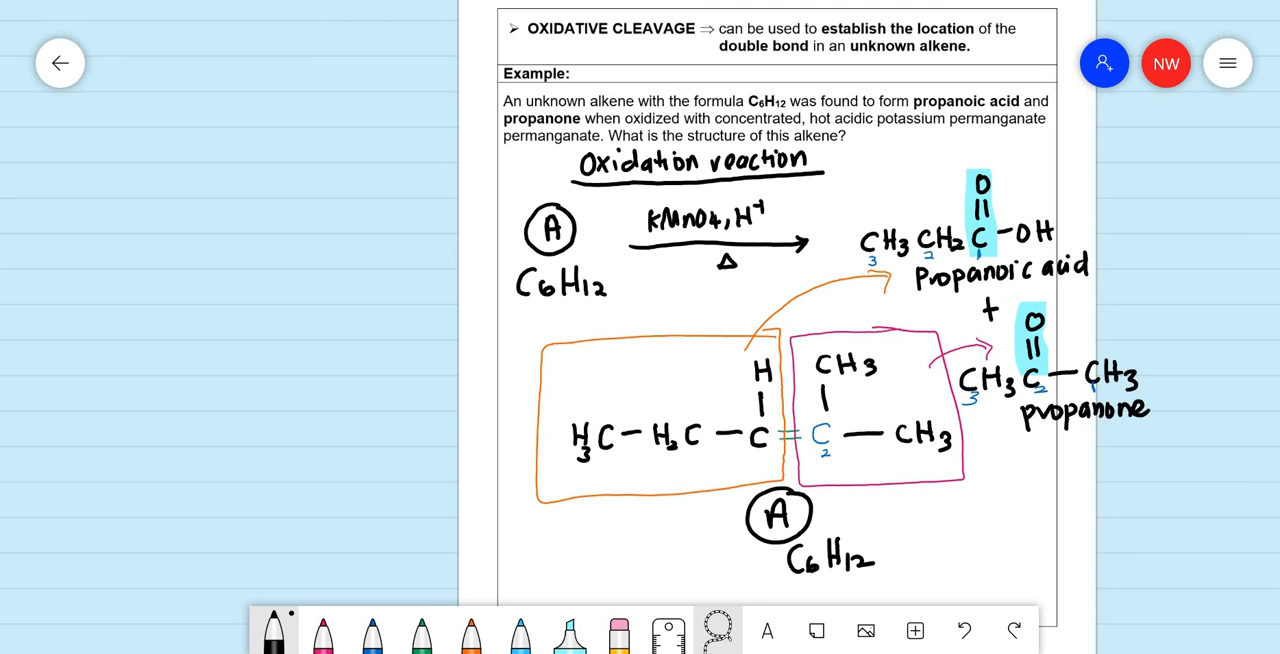 ➢ OXIDATIVE CLEAVAGE ⇒ can be used to establish the location of the
double bond in an unknown alkene.
Example:
An unknown alkene with the formula C₆H₁₂ was found to form propanoic acid and
propanone when oxidized with concentrated, hot acidic potassium permanganate
permanganate. What is the structure of this alkene?
Oxidation reaction
A
C6H12
KMnO4, H+
Δ
O
||
CH3 CH2 C-OH
3 2 1
Propanoic acid
+
O
||
CH3 C-CH3
3 2 1
propanone
H CH3
| |
H3C-H2C-C=C-CH3
2
A
C6H12
NW
A